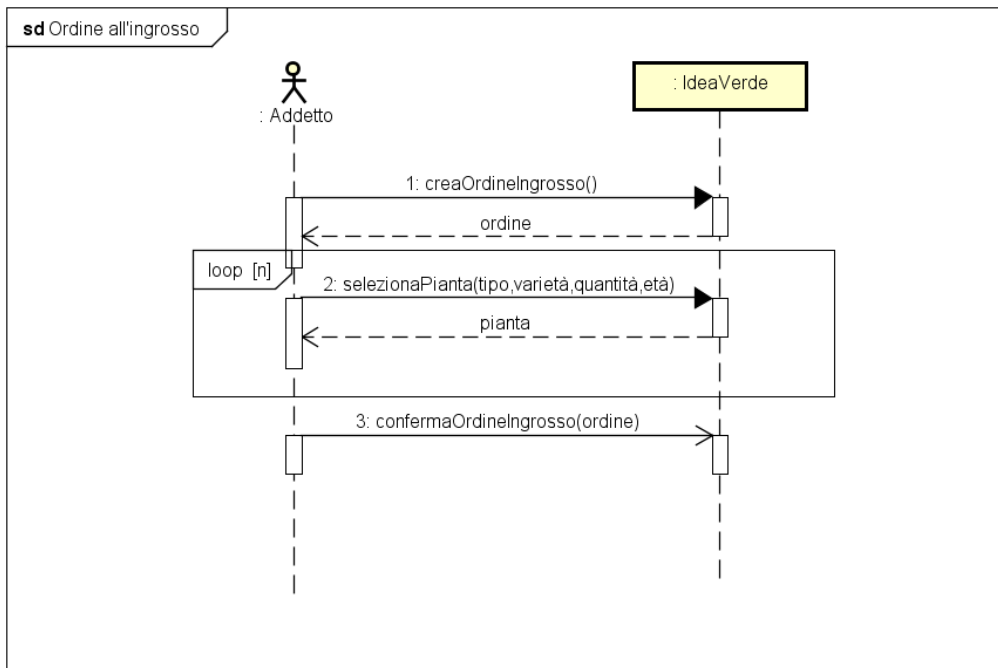 sd Ordine all'ingrosso
: Addetto
: IdeaVerde
1: creaOrdineIngrosso()
ordine
loop [n]
2: selezionaPianta(tipo,varietà,quantità,età)
pianta
3: confermaOrdineIngrosso(ordine)